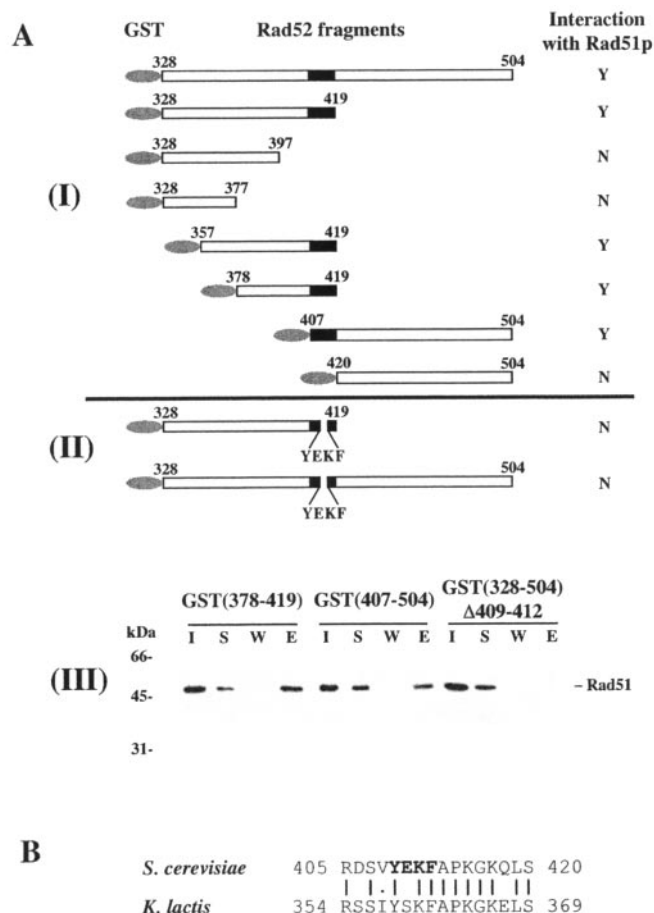 A
GST
Rad52 fragments
Interaction
with Rad51p
328
504
Y
328
419
Y
328
397
N
(I)
328
377
N
357
419
Y
378
419
Y
407
504
Y
420
504
N
(II)
328
419
N
YEKF
328
504
N
YEKF
(III)
GST(378-419)
GST(407-504)
GST(328-504)
Δ409-412
kDa
I S W E I S W E I S W E
66-
45-
– Rad51
31-
B
S. cerevisiae 405 RDSVYEKFAPKGKQLS 420
| |.| |||||||| ||
K. lactis 354 RSSIYSKFAPKGKELS 369